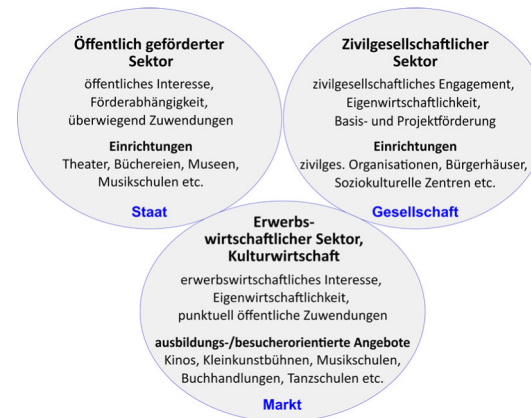 Öffentlich geförderter
Sektor
öffentliches Interesse,
Förderabhängigkeit,
überwiegend Zuwendungen
Einrichtungen
Theater, Büchereien, Museen,
Musikschulen etc.
Staat
Zivilgesellschaftlicher
Sektor
zivilgesellschaftliches Engagement,
Eigenwirtschaftlichkeit,
Basis- und Projektförderung
Einrichtungen
zivilges. Organisationen, Bürgerhäuser,
Soziokulturelle Zentren etc.
Gesellschaft
Erwerbs-
wirtschaftlicher Sektor,
Kulturwirtschaft
erwerbswirtschaftliches Interesse,
Eigenwirtschaftlichkeit,
punktuell öffentliche Zuwendungen
ausbildungs-/besucherorientierte Angebote
Kinos, Kleinkunstbühnen, Musikschulen,
Buchhandlungen, Tanzschulen etc.
Markt